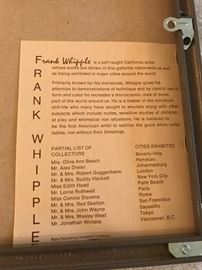 FRANK WHIPPLE
Frank Whipple is a self taught California artist
whose works are shown in fine galleries nationwide as well
as being exhibited in major cities around the world.
Primarily known for his miniatures, Whipple gives his
attention to demonstrations of technique and by careful use of
form and color he recreates a microcosmic view of some
part of the world around us. He is a master of the miniature
still-life who many have sought to emulate along with other
subjects which include nudes, sensitive studies of children
at play and whimsical men at situations. He is believed to
be the first American artist to satirize the good white collar
ladies, not without first blessings.
PARTIAL LIST OF
COLLECTORS
Mrs. Olive Ann Beech
Mr. Alex Dreier
Mr. & Mrs. Robert Guggenheim
Mr. & Mrs. Buddy Hackett
Miss Edith Head
Mr. Lorne Rothwell
Miss Connie Stevens
Mr. & Mrs. Red Skelton
Mr. & Mrs. John Wayne
Mr. & Mrs. Wesley West
Mr. Jonathan Winters
CITIES EXHIBITED
Beverly Hills
Honolulu
Johannesburg
London
New York City
Palm Beach
Paris
Rome
San Francisco
Sausalito
Tokyo
Vancouver, B.C.